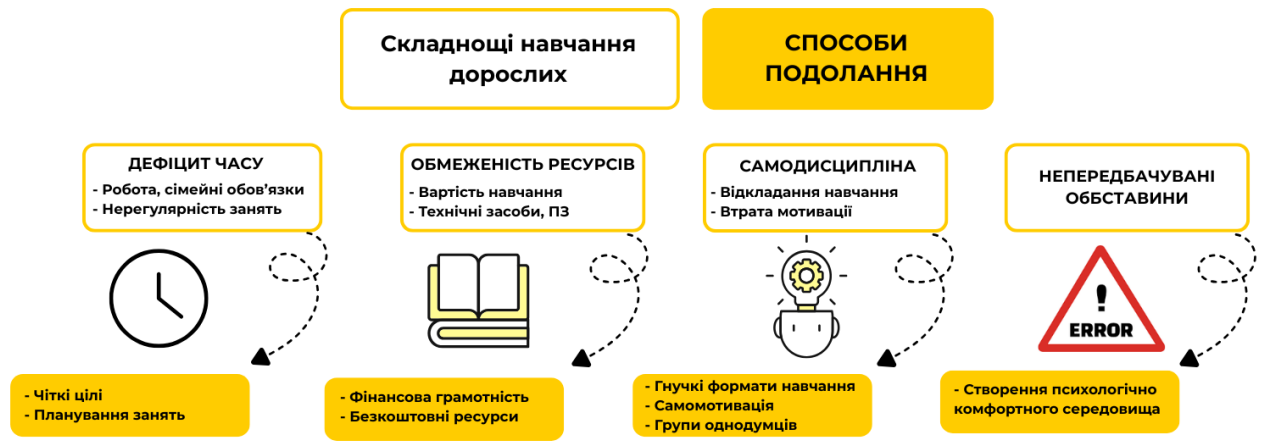 Складнощі навчання
дорослих
СПОСОБИ
ПОДОЛАННЯ
ДЕФІЦИТ ЧАСУ
- Робота, сімейні обов’язки
- Нерегулярність занять
ОБМЕЖЕНІСТЬ РЕСУРСІВ
- Вартість навчання
- Технічні засоби, ПЗ
САМОДИСЦИПЛІНА
- Відкладання навчання
- Втрата мотивації
НЕПЕРЕДБАЧУВАНІ
ОбБСТАВИНИ
!
ERROR
- Чіткі цілі
- Планування занять
- Фінансова грамотність
- Безкоштовні ресурси
- Гнучкі формати навчання
- Самомотивація
- Групи однодумців
- Створення психологічно
комфортного середовища